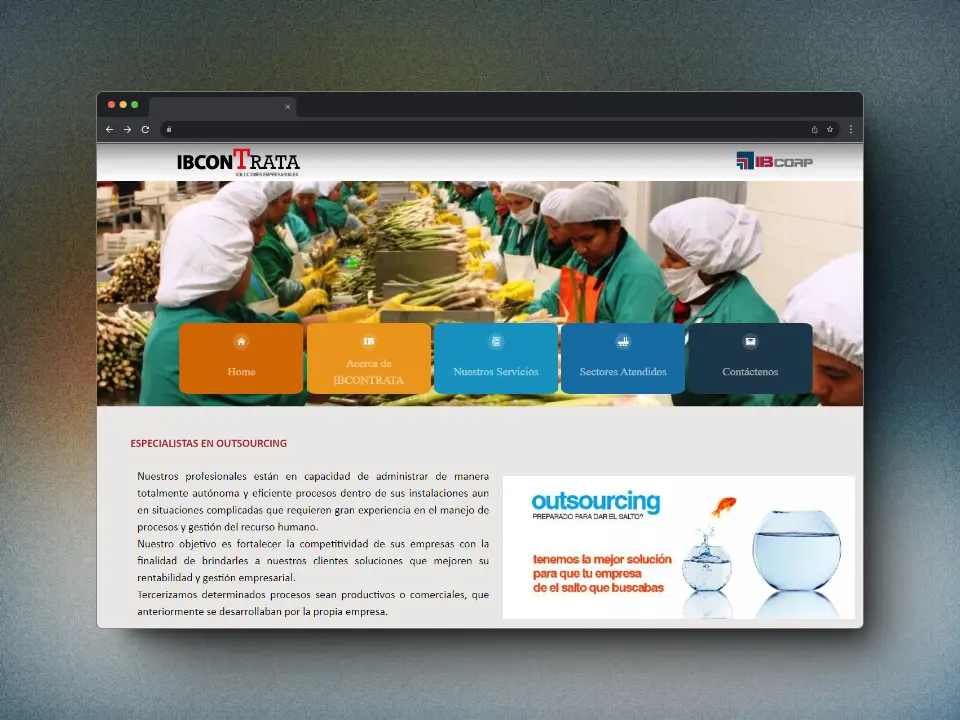 IBCONTRATA
SOLUCIONES EMPRESARIALES
IBCORP
Home
IB
Acerca de
IBCONTRATA
Nuestros Servicios
Sectores Atendidos
Contáctenos
ESPECIALISTAS EN OUTSOURCING
Nuestros profesionales están en capacidad de administrar de manera
totalmente autónoma y eficiente procesos dentro de sus instalaciones aun
en situaciones complicadas que requieren gran experiencia en el manejo de
procesos y gestión del recurso humano.
Nuestro objetivo es fortalecer la competitividad de sus empresas con la
finalidad de brindarles a nuestros clientes soluciones que mejoren su
rentabilidad y gestión empresarial.
Tercerizamos determinados procesos sean productivos o comerciales, que
anteriormente se desarrollaban por la propia empresa.
outsourcing
PREPARADO PARA DAR EL SALTO?
tenemos la mejor solución
para que tu empresa
de el salto que buscabas